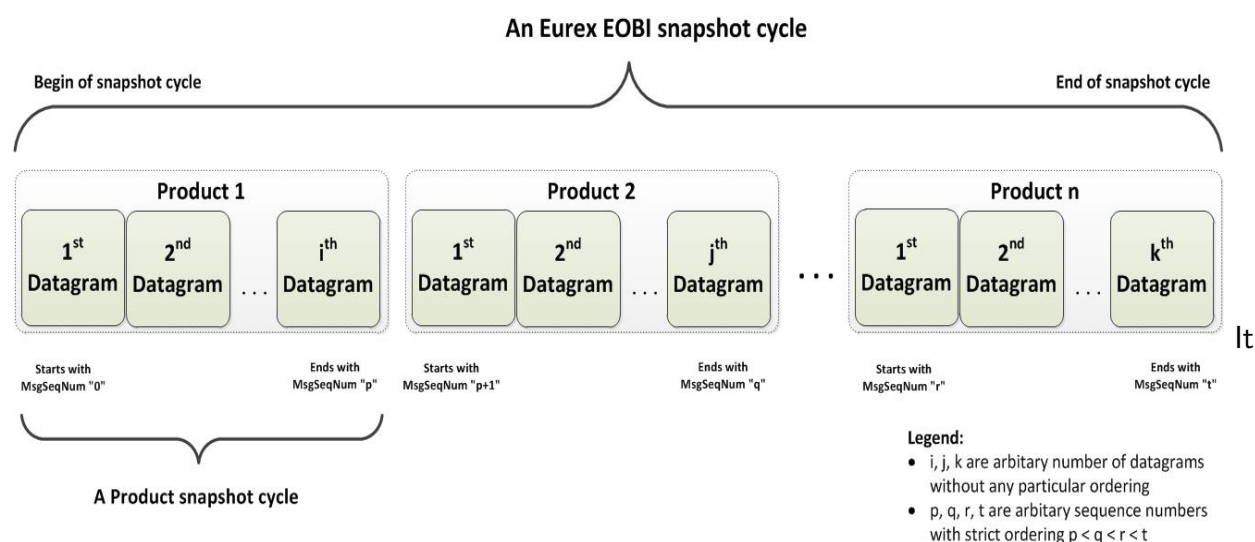 An Eurex EOBI snapshot cycle
Begin of snapshot cycle
End of snapshot cycle
Product 1
1st
Datagram
2nd
Datagram
...
ith
Datagram
Product 2
1st
Datagram
2nd
Datagram
...
jth
Datagram
...
Product n
1st
Datagram
2nd
Datagram
...
kth
Datagram
It
Starts with
MsgSeqNum "0"
Ends with
MsgSeqNum "p"
Starts with
MsgSeqNum "p+1"
Ends with
MsgSeqNum "q"
Starts with
MsgSeqNum "r"
Ends with
MsgSeqNum "t"
A Product snapshot cycle
Legend:
• i, j, k are arbitary number of datagrams
without any particular ordering
• p, q, r, t are arbitary sequence numbers
with strict ordering p < q < r < t